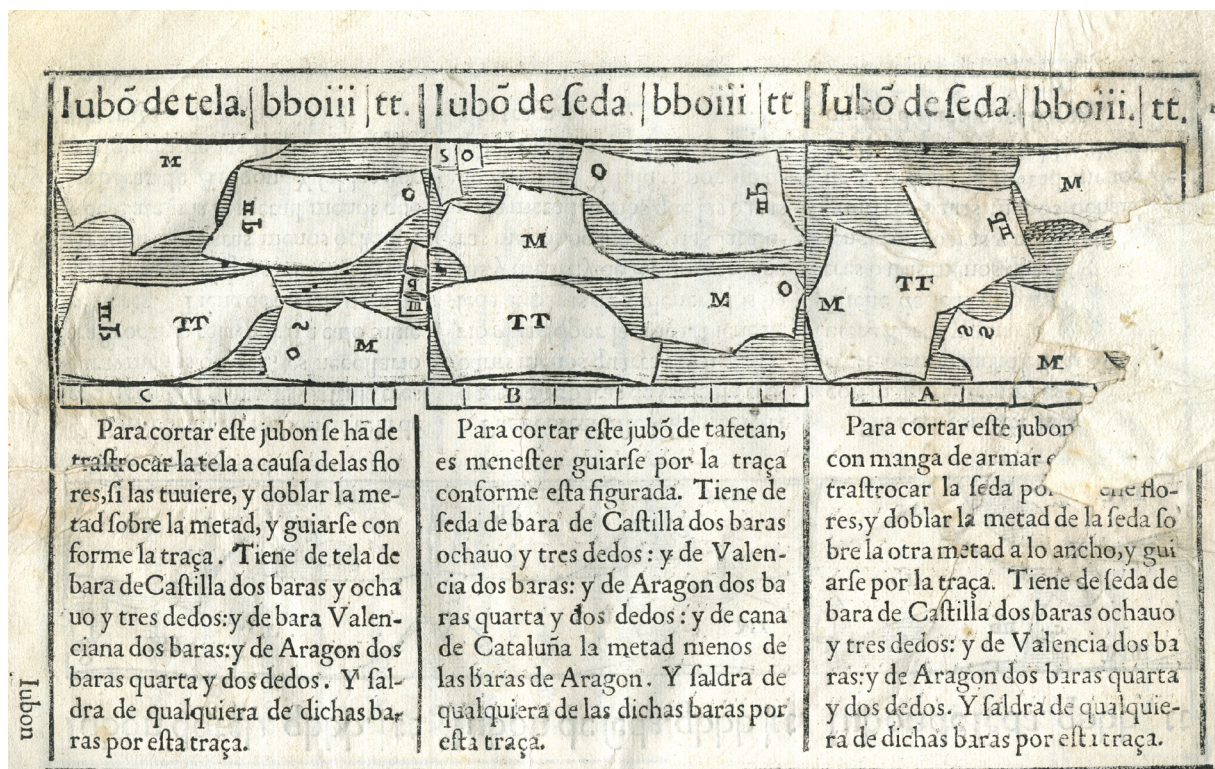 Iubõ de tela. bboiii tt. Iubõ de ſeda. bboiii tt Iubõ de ſeda. bboiii. tt.
M
mb O
mb TT
S O M
q m
C
S O
O mb
M
TT
M O
B
M
mb
M TT
S S
M
A
Para cortar eſte jubon ſe hã de
traſtrocar la tela a cauſa delas flo
res,ſi las tuuiere, y doblar la me-
tad ſobre la metad, y guiarſe con
forme la traça. Tiene de tela de
bara deCaſtilla dos baras y ocha
uo y tres dedos:y de bara Valen-
ciana dos baras:y de Aragon dos
baras quarta y dos dedos. Y ſal-
dra de qualquiera de dichas ba-
ras por eſta traça.
Para cortar eſte jubõ de tafetan,
es meneſter guiarſe por la traça
conforme eſta figurada. Tiene de
ſeda de bara de Caſtilla dos baras
ochauo y tres dedos: y de Valen-
cia dos baras: y de Aragon dos ba
ras quarta y dos dedos: y de cana
de Cataluña la metad menos de
las baras de Aragon. Y ſaldra de
qualquiera de las dichas baras por
eſta traça.
Para cortar eſte jubon
con manga de armar
traſtrocar la ſeda flo-
res,y doblar la metad de la ſeda ſo
bre la otra metad a lo ancho,y gui
arſe por la traça. Tiene de ſeda de
bara de Caſtilla dos baras ochauo
y tres dedos: y de Valencia dos ba
ras:y de Aragon dos baras quarta
y dos dedos. Y ſaldra de qualquie-
ra de dichas baras por eſta traça.
Iubon